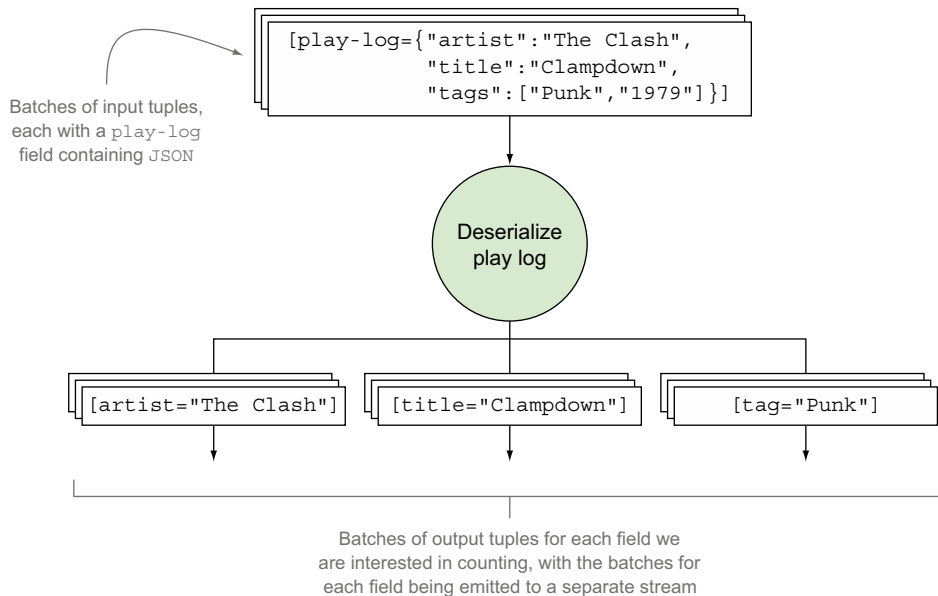 [play-log={"artist":"The Clash",
"title":"Clampdown",
"tags":["Punk","1979"]}]
Batches of input tuples,
each with a play-log
field containing JSON
Deserialize
play log
[artist="The Clash"]
[title="Clampdown"]
[tag="Punk"]
Batches of output tuples for each field we
are interested in counting, with the batches for
each field being emitted to a separate stream